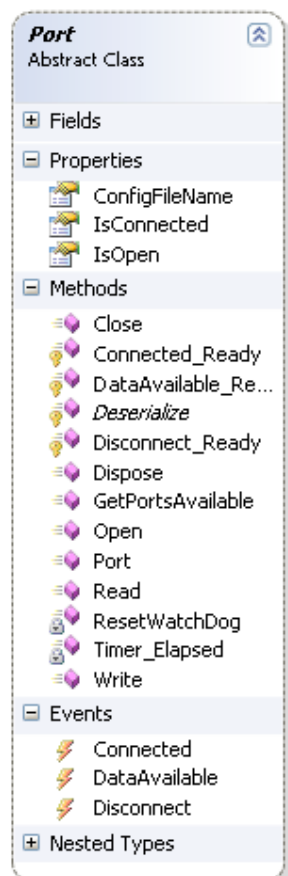 Port
Abstract Class
Fields
Properties
ConfigFileName
IsConnected
IsOpen
Methods
Close
Connected_Ready
DataAvailable_Re...
Deserialize
Disconnect_Ready
Dispose
GetPortsAvailable
Open
Port
Read
ResetWatchDog
Timer_Elapsed
Write
Events
Connected
DataAvailable
Disconnect
Nested Types